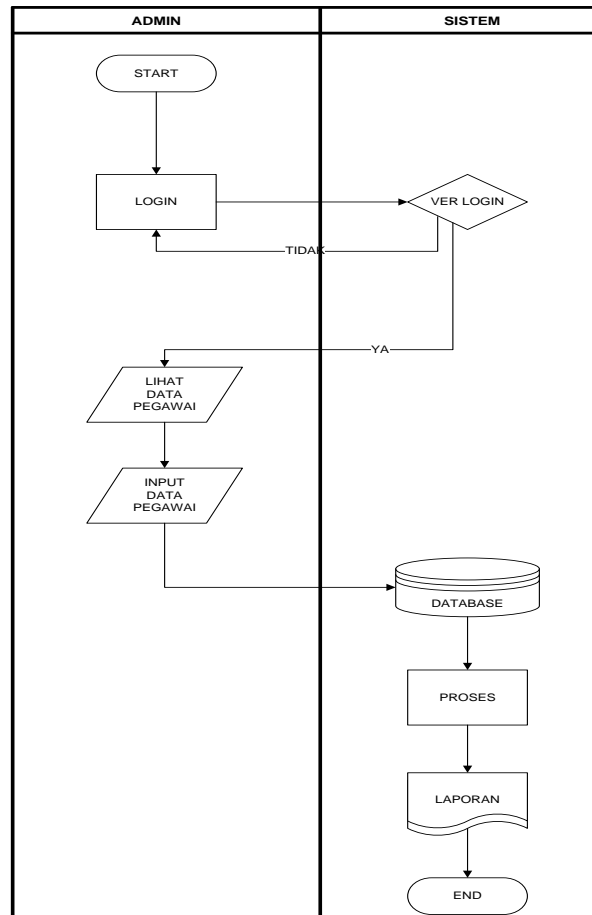 ADMIN
SISTEM
START
LOGIN
VER LOGIN
TIDAK
YA
LIHAT
DATA
PEGAWAI
INPUT
DATA
PEGAWAI
DATABASE
PROSES
LAPORAN
END